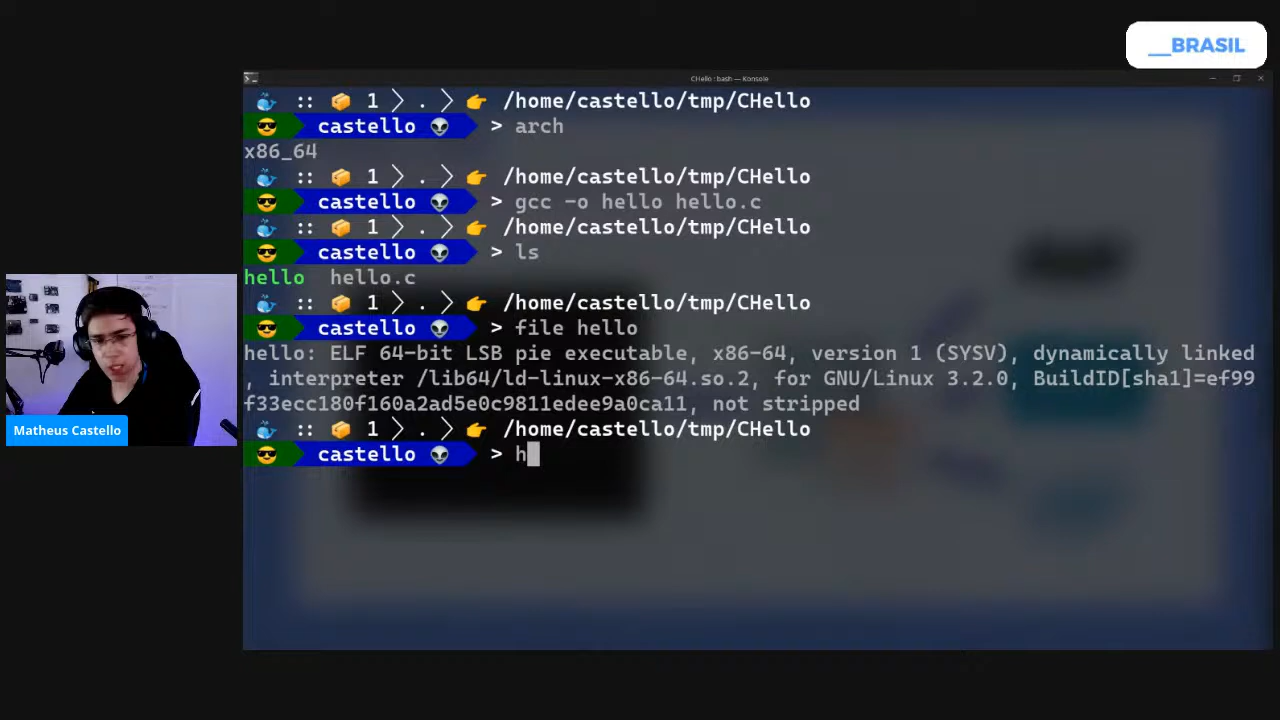 __BRASIL
CHello : bash — Konsole
🐳 :: 📦 1 > . > 👉 /home/castello/tmp/CHello
😎 castello 👽 > arch
x86_64
🐳 :: 📦 1 > . > 👉 /home/castello/tmp/CHello
😎 castello 👽 > gcc -o hello hello.c
🐳 :: 📦 1 > . > 👉 /home/castello/tmp/CHello
😎 castello 👽 > ls
hello hello.c
🐳 :: 📦 1 > . > 👉 /home/castello/tmp/CHello
😎 castello 👽 > file hello
hello: ELF 64-bit LSB pie executable, x86-64, version 1 (SYSV), dynamically linked
, interpreter /lib64/ld-linux-x86-64.so.2, for GNU/Linux 3.2.0, BuildID[sha1]=ef99
f33ecc180f160a2ad5e0c9811edee9a0ca11, not stripped
🐳 :: 📦 1 > . > 👉 /home/castello/tmp/CHello
😎 castello 👽 > h
Matheus Castello